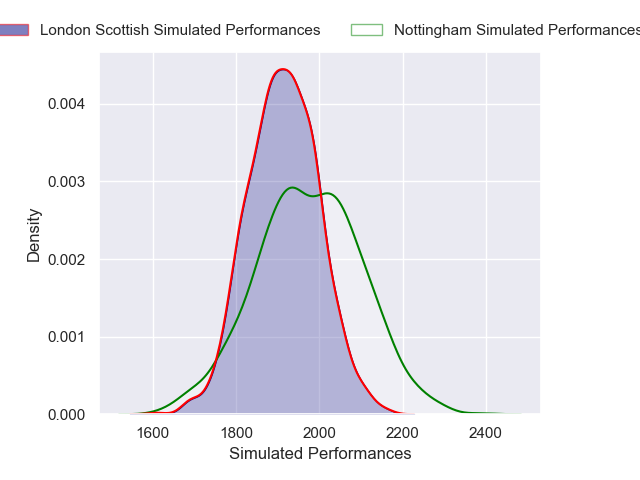 London Scottish Simulated Performances
Nottingham Simulated Performances
0.004
0.003
0.002
0.001
0.000
Density
1600
1800
2000
2200
2400
Simulated Performances